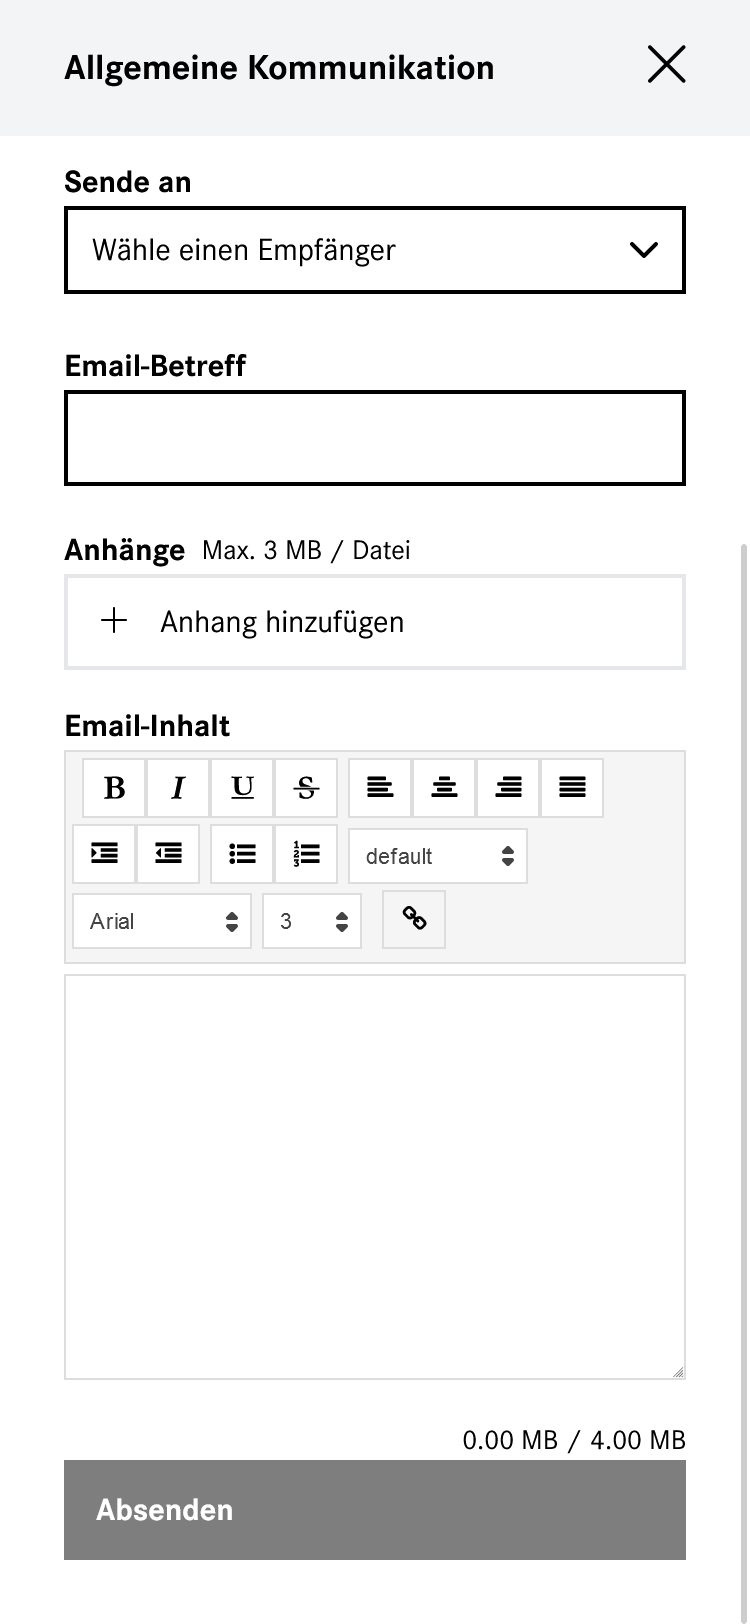 Allgemeine Kommunikation
Sende an
Wähle einen Empfänger
Email-Betreff
Anhänge Max. 3 MB / Datei
Anhang hinzufügen
Email-Inhalt
B I U S
default
Arial 3
0.00 MB / 4.00 MB
Absenden